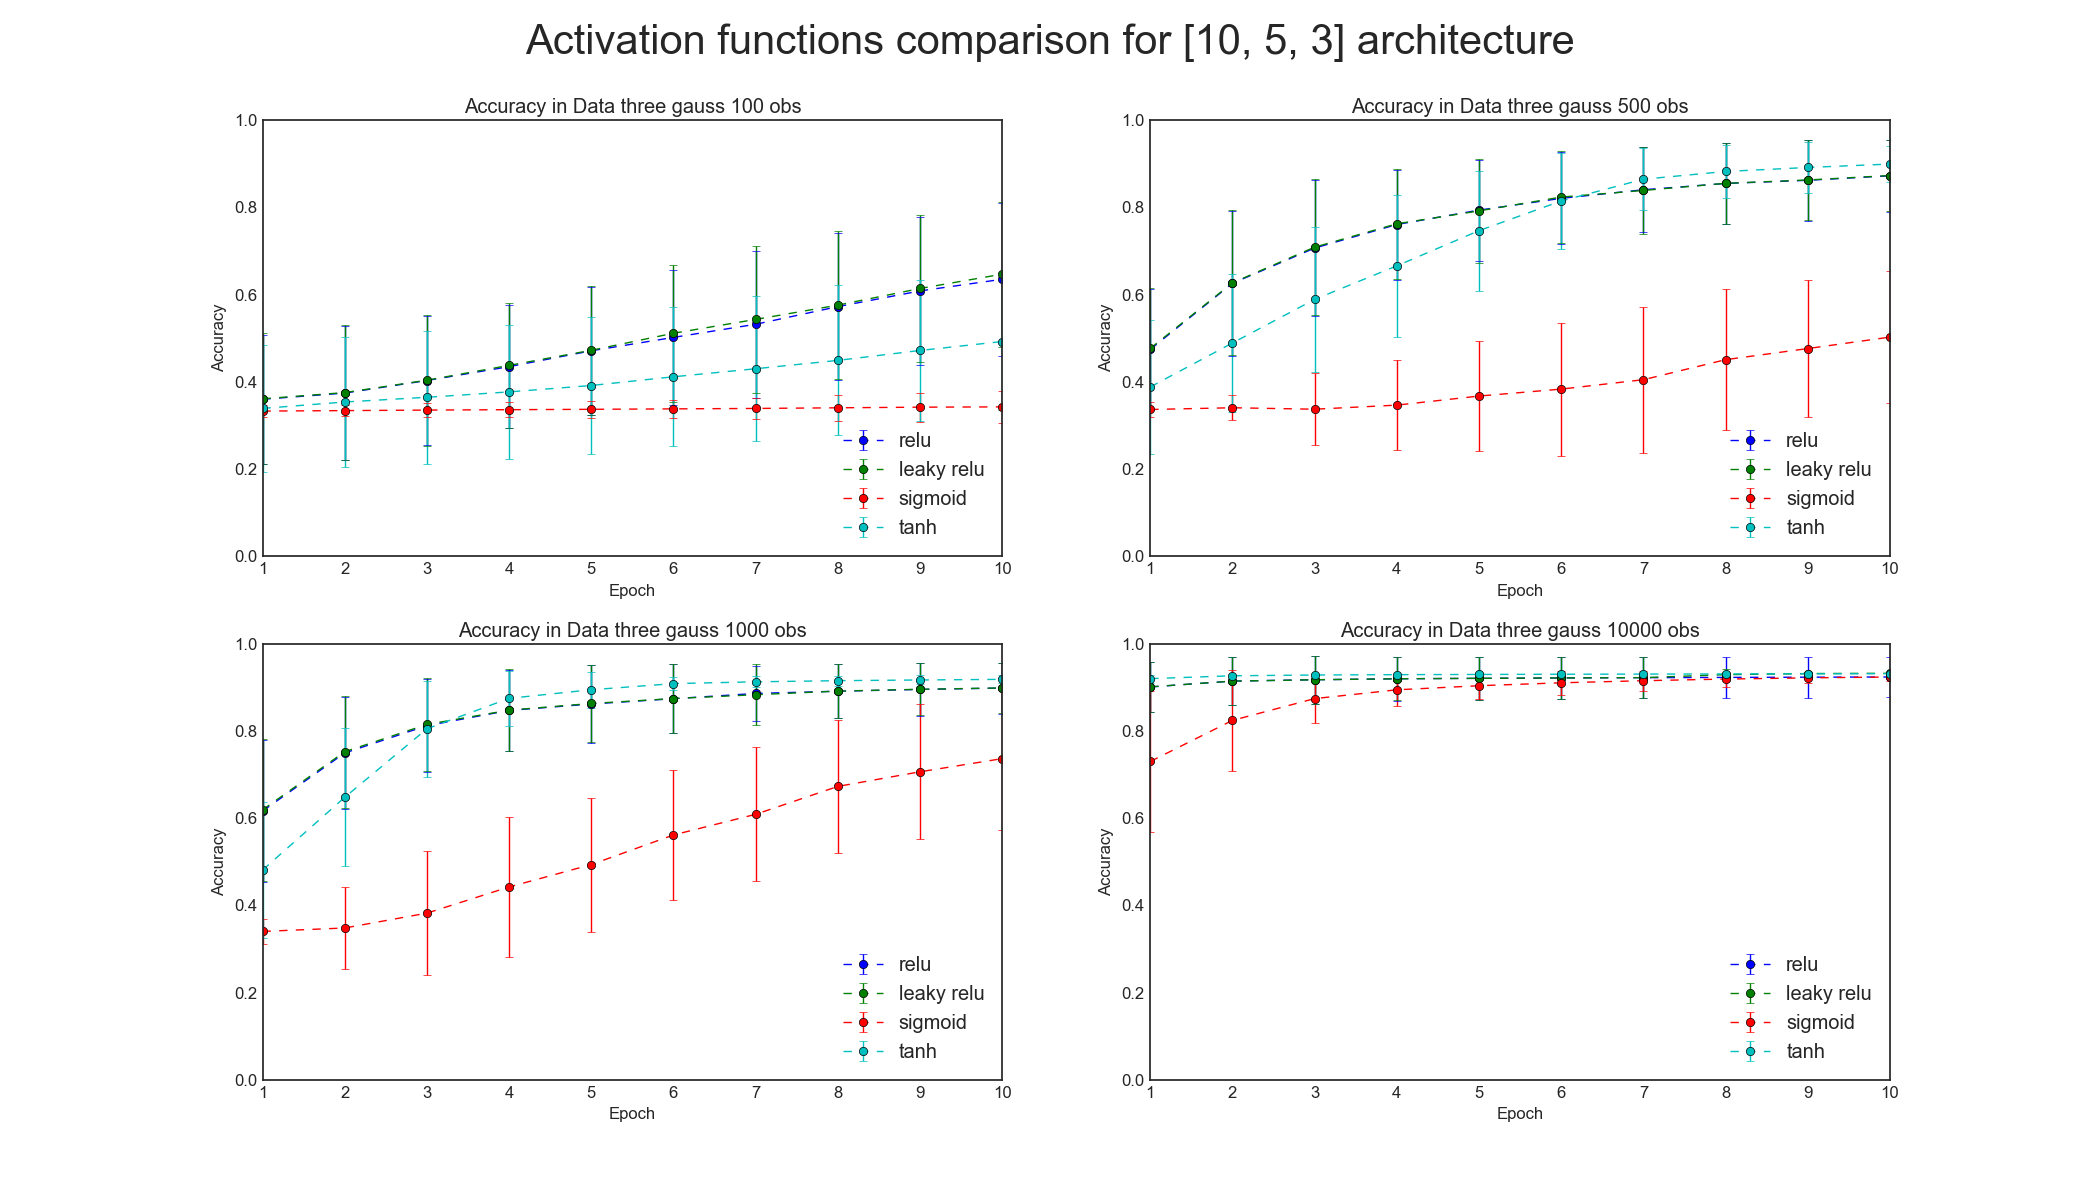 Activation functions comparison for [10, 5, 3] architecture
Accuracy in Data three gauss 100 obs
1.0
0.8
0.6
0.4
0.2
0.0
Accuracy
1 2 3 4 5 6 7 8 9 10
Epoch
relu
leaky relu
sigmoid
tanh
Accuracy in Data three gauss 500 obs
1.0
0.8
0.6
0.4
0.2
0.0
Accuracy
1 2 3 4 5 6 7 8 9 10
Epoch
relu
leaky relu
sigmoid
tanh
Accuracy in Data three gauss 1000 obs
1.0
0.8
0.6
0.4
0.2
0.0
Accuracy
1 2 3 4 5 6 7 8 9 10
Epoch
relu
leaky relu
sigmoid
tanh
Accuracy in Data three gauss 10000 obs
1.0
0.8
0.6
0.4
0.2
0.0
Accuracy
1 2 3 4 5 6 7 8 9 10
Epoch
relu
leaky relu
sigmoid
tanh